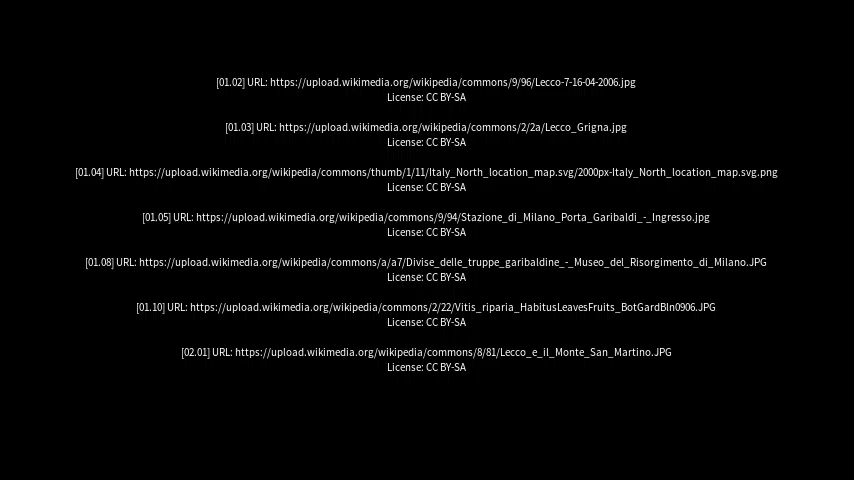 [01.02] URL: https://upload.wikimedia.org/wikipedia/commons/9/96/Lecco-7-16-04-2006.jpg
License: CC BY-SA
[01.03] URL: https://upload.wikimedia.org/wikipedia/commons/2/2a/Lecco_Grigna.jpg
License: CC BY-SA
[01.04] URL: https://upload.wikimedia.org/wikipedia/commons/thumb/1/11/Italy_North_location_map.svg/2000px-Italy_North_location_map.svg.png
License: CC BY-SA
[01.05] URL: https://upload.wikimedia.org/wikipedia/commons/9/94/Stazione_di_Milano_Porta_Garibaldi_-_Ingresso.jpg
License: CC BY-SA
[01.08] URL: https://upload.wikimedia.org/wikipedia/commons/a/a7/Divise_delle_truppe_garibaldine_-_Museo_del_Risorgimento_di_Milano.JPG
License: CC BY-SA
[01.10] URL: https://upload.wikimedia.org/wikipedia/commons/2/22/Vitis_riparia_HabitusLeavesFruits_BotGardBln0906.JPG
License: CC BY-SA
[02.01] URL: https://upload.wikimedia.org/wikipedia/commons/8/81/Lecco_e_il_Monte_San_Martino.JPG
License: CC BY-SA